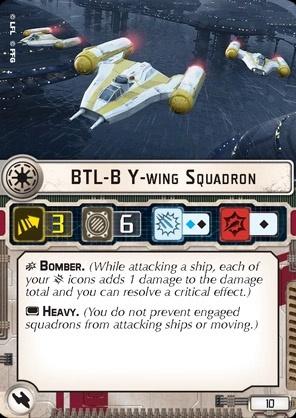 © LFL © FFG
BTL-B Y-WING SQUADRON
3
6
BOMBER. (While attacking a ship, each of
your icons adds 1 damage to the damage
total and you can resolve a critical effect.)
HEAVY. (You do not prevent engaged
squadrons from attacking ships or moving.)
10